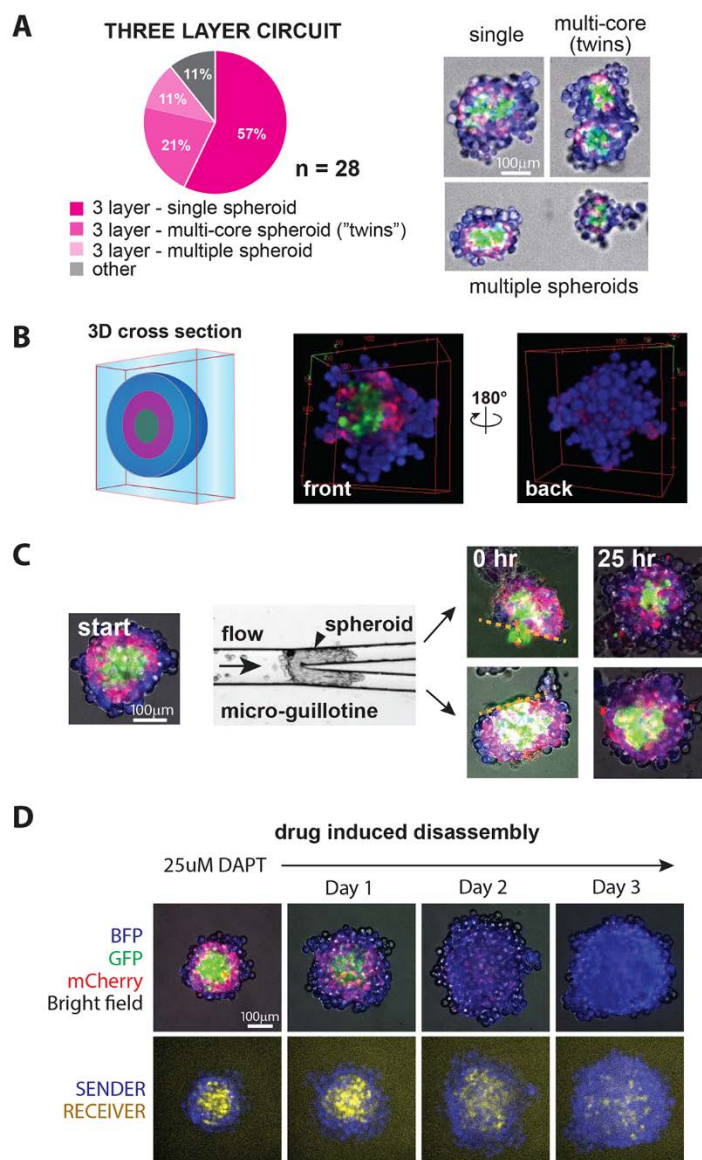 A
THREE LAYER CIRCUIT
11%
11%
21%
57%
n = 28
3 layer - single spheroid
3 layer - multi-core spheroid ("twins")
3 layer - multiple spheroid
other
single
multi-core
(twins)
100µm
multiple spheroids
B
3D cross section
front
180°
back
C
start
100µm
flow
spheroid
micro-guillotine
0 hr
25 hr
D
drug induced disassembly
25uM DAPT
Day 1
Day 2
Day 3
BFP
GFP
mCherry
Bright field
100µm
SENDER
RECEIVER